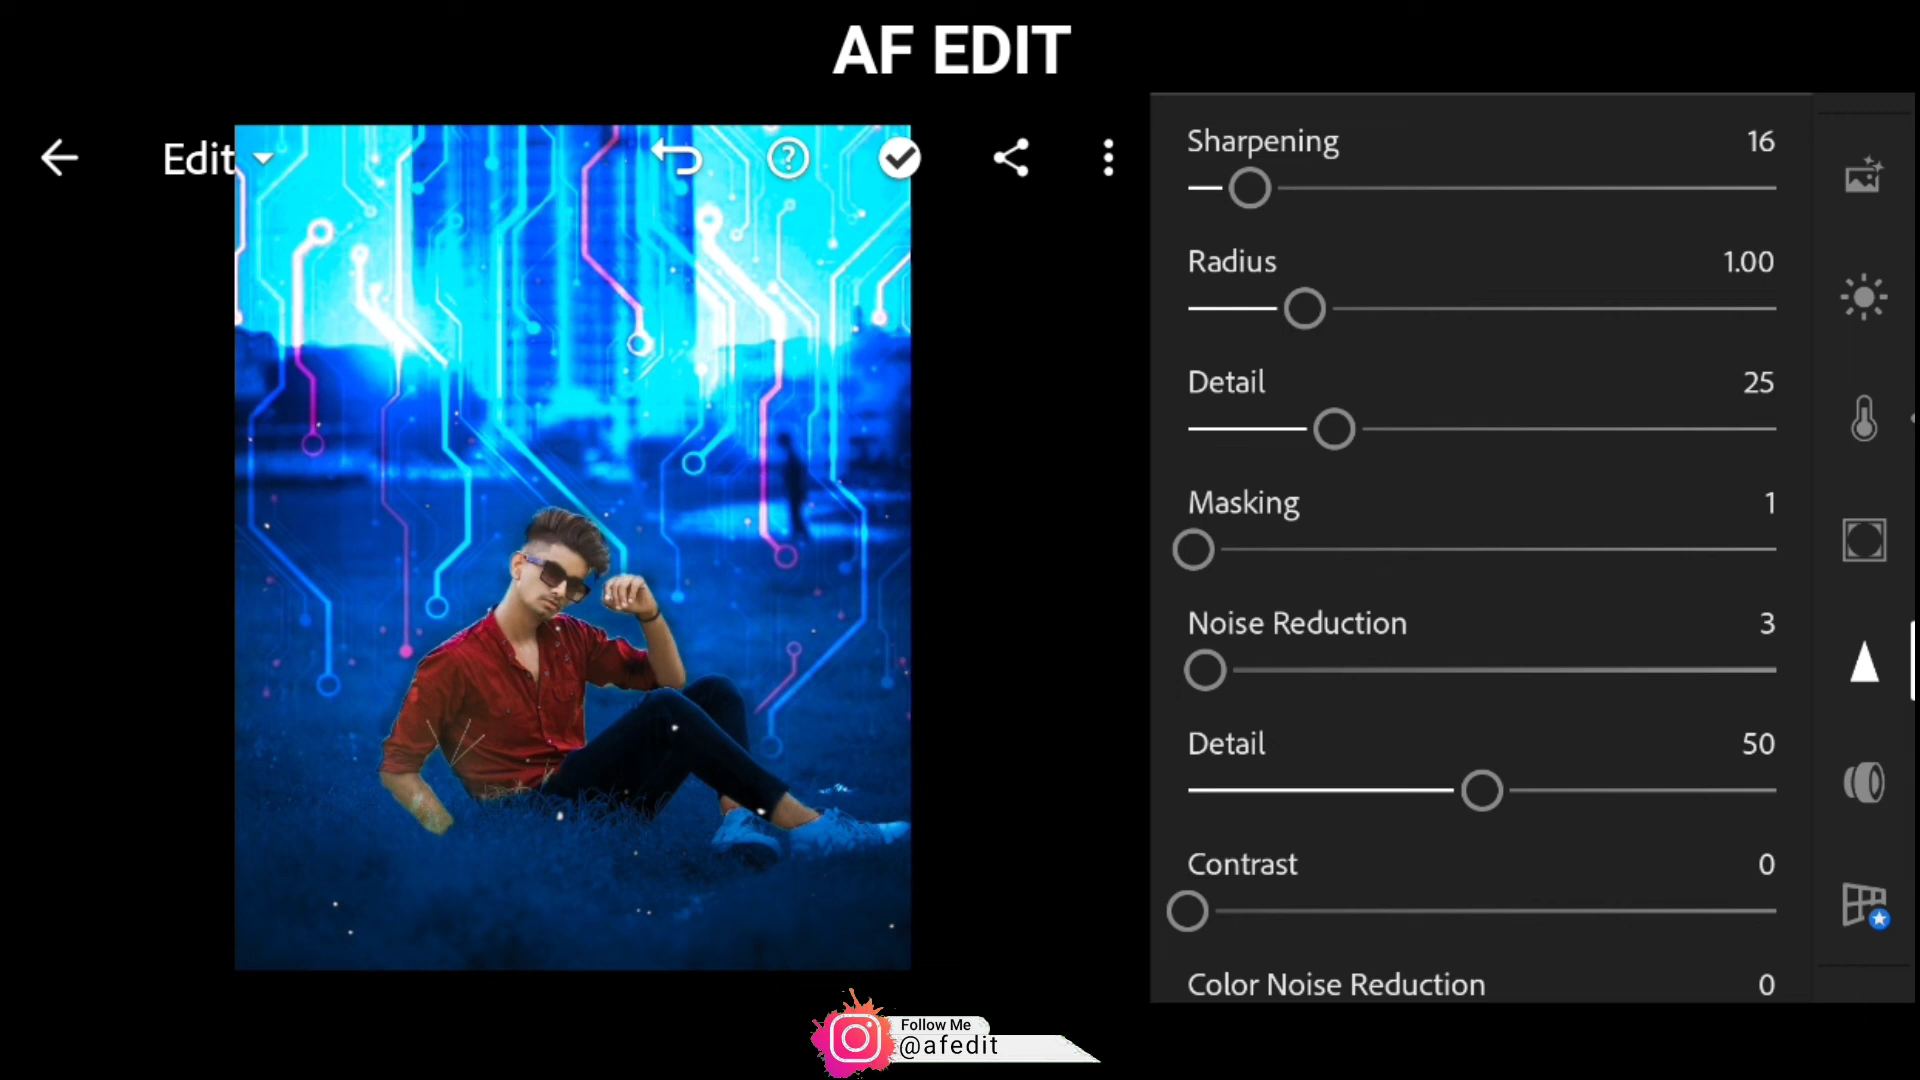 AF EDIT
Edit
Sharpening 16
Radius 1.00
Detail 25
Masking 1
Noise Reduction 3
Detail 50
Contrast 0
Color Noise Reduction 0
Follow Me
@afedit